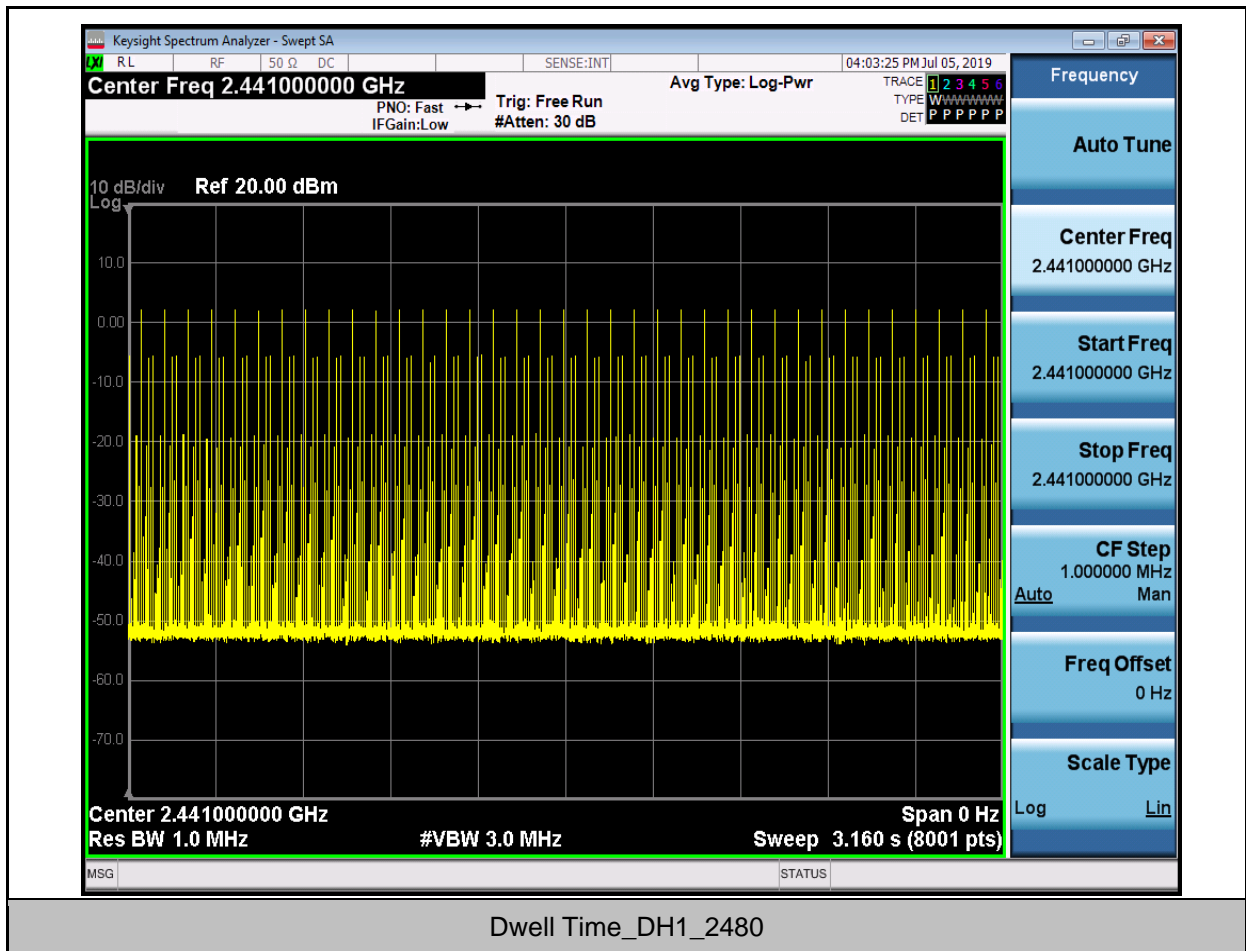 Keysight Spectrum Analyzer - Swept SA
LXI RL RF 50 Ω DC SENSE:INT 04:03:25 PM Jul 05, 2019
Center Freq 2.441000000 GHz
PNO: Fast
IFGain:Low
Trig: Free Run
#Atten: 30 dB
Avg Type: Log-Pwr
TRACE 1 2 3 4 5 6
TYPE WWWWWW
DET P P P P P P
10 dB/div Ref 20.00 dBm
Log
10.0
0.00
-10.0
-20.0
-30.0
-40.0
-50.0
-60.0
-70.0
Center 2.441000000 GHz Span 0 Hz
Res BW 1.0 MHz #VBW 3.0 MHz Sweep 3.160 s (8001 pts)
MSG STATUS
Frequency
Auto Tune
Center Freq
2.441000000 GHz
Start Freq
2.441000000 GHz
Stop Freq
2.441000000 GHz
CF Step
1.000000 MHz
Auto Man
Freq Offset
0 Hz
Scale Type
Log Lin
Dwell Time_DH1_2480